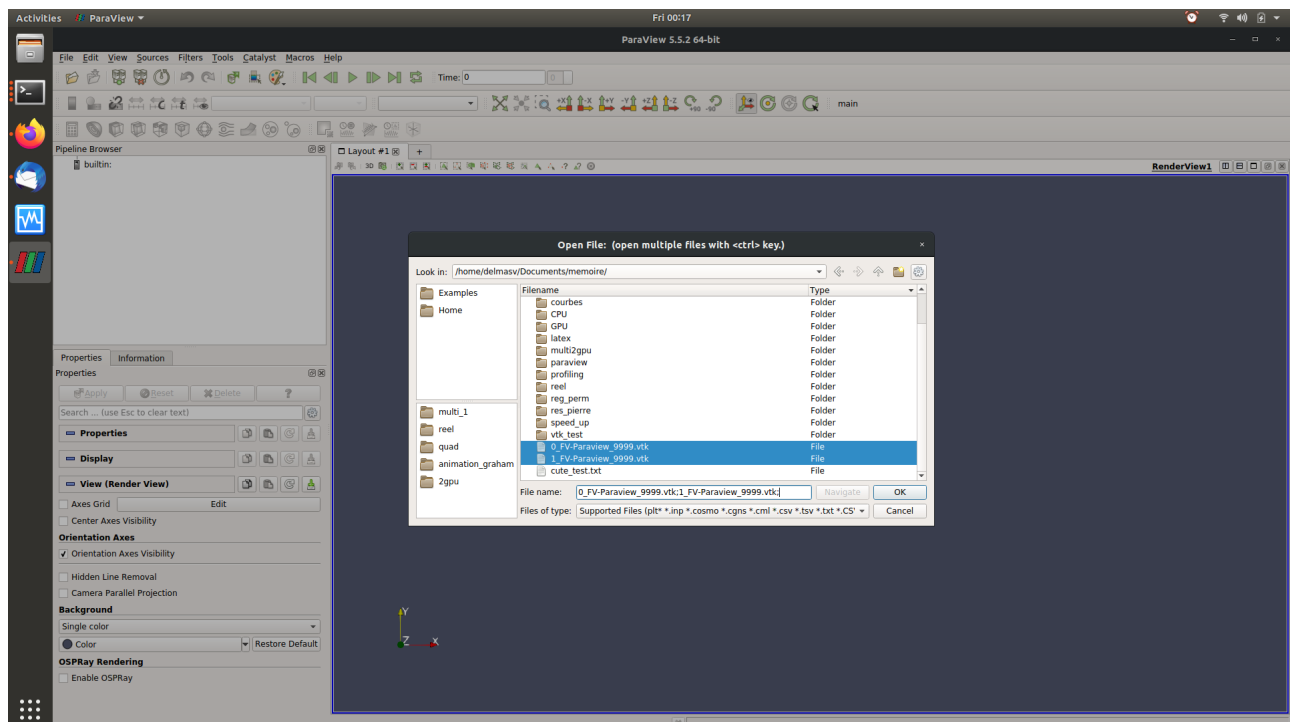 Activities ParaView Fri 00:17
ParaView 5.5.2 64-bit
File Edit View Sources Filters Tools Catalyst Macros Help
Time: 0 0
main
Pipeline Browser
builtin:
Layout #1 +
3D
RenderView1
Open File: (open multiple files with <ctrl> key.)
Look in: /home/delmasv/Documents/memoire/
Examples
Home
Filename Type
courbes Folder
CPU Folder
GPU Folder
latex Folder
multi2gpu Folder
paraview Folder
profiling Folder
reel Folder
reg_perm Folder
res_pierre Folder
speed_up Folder
vtk_test Folder
0_FV-Paraview_9999.vtk File
1_FV-Paraview_9999.vtk File
cute_test.txt File
multi_1
reel
quad
animation_graham
2gpu
File name: 0_FV-Paraview_9999.vtk;1_FV-Paraview_9999.vtk; Navigate OK
Files of type: Supported Files (plt* *.inp *.cosmo *.cgns *.cml *.csv *.tsv *.txt *.CS Cancel
Properties Information
Properties
Apply Reset Delete ?
Search ... (use Esc to clear text)
Properties
Display
View (Render View)
Axes Grid Edit
Center Axes Visibility
Orientation Axes
Orientation Axes Visibility
Hidden Line Removal
Camera Parallel Projection
Background
Single color
Color Restore Default
OSPRay Rendering
Enable OSPRay
Y
Z X